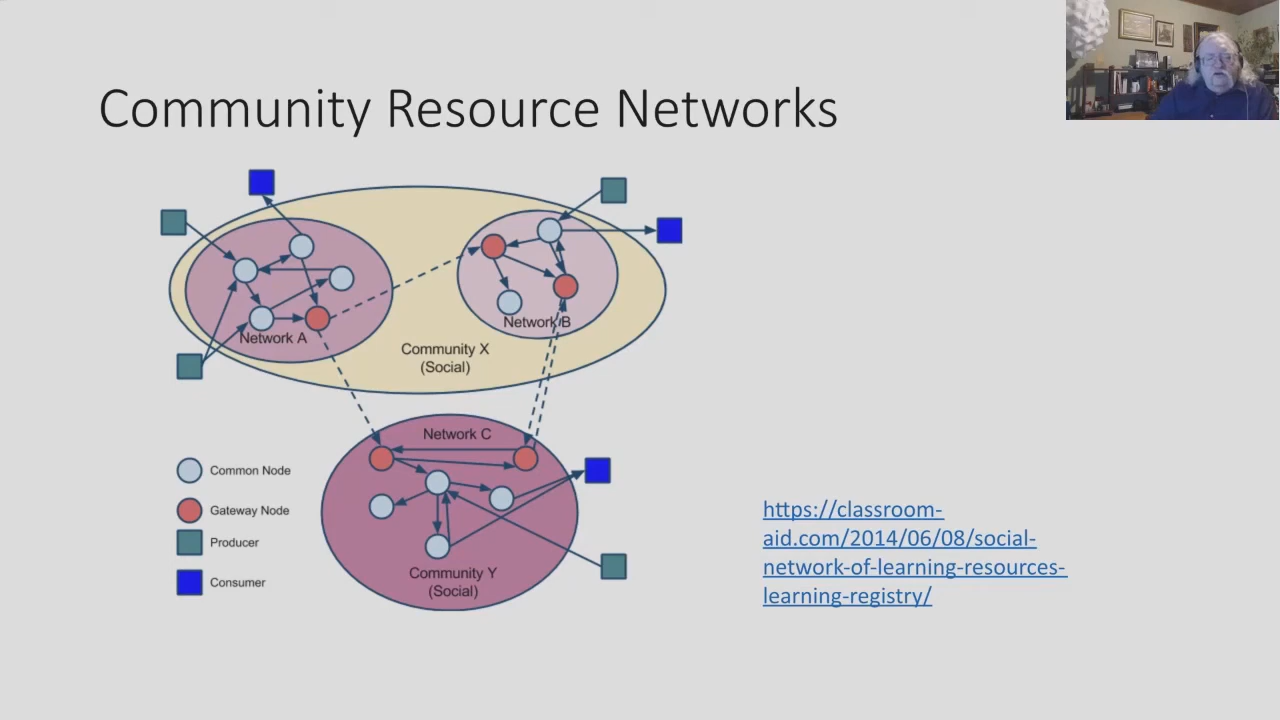 Community Resource Networks
Network A
Network B
Community X
(Social)
Network C
Community Y
(Social)
Common Node
Gateway Node
Producer
Consumer
https://classroom-
aid.com/2014/06/08/social-
network-of-learning-resources-
learning-registry/